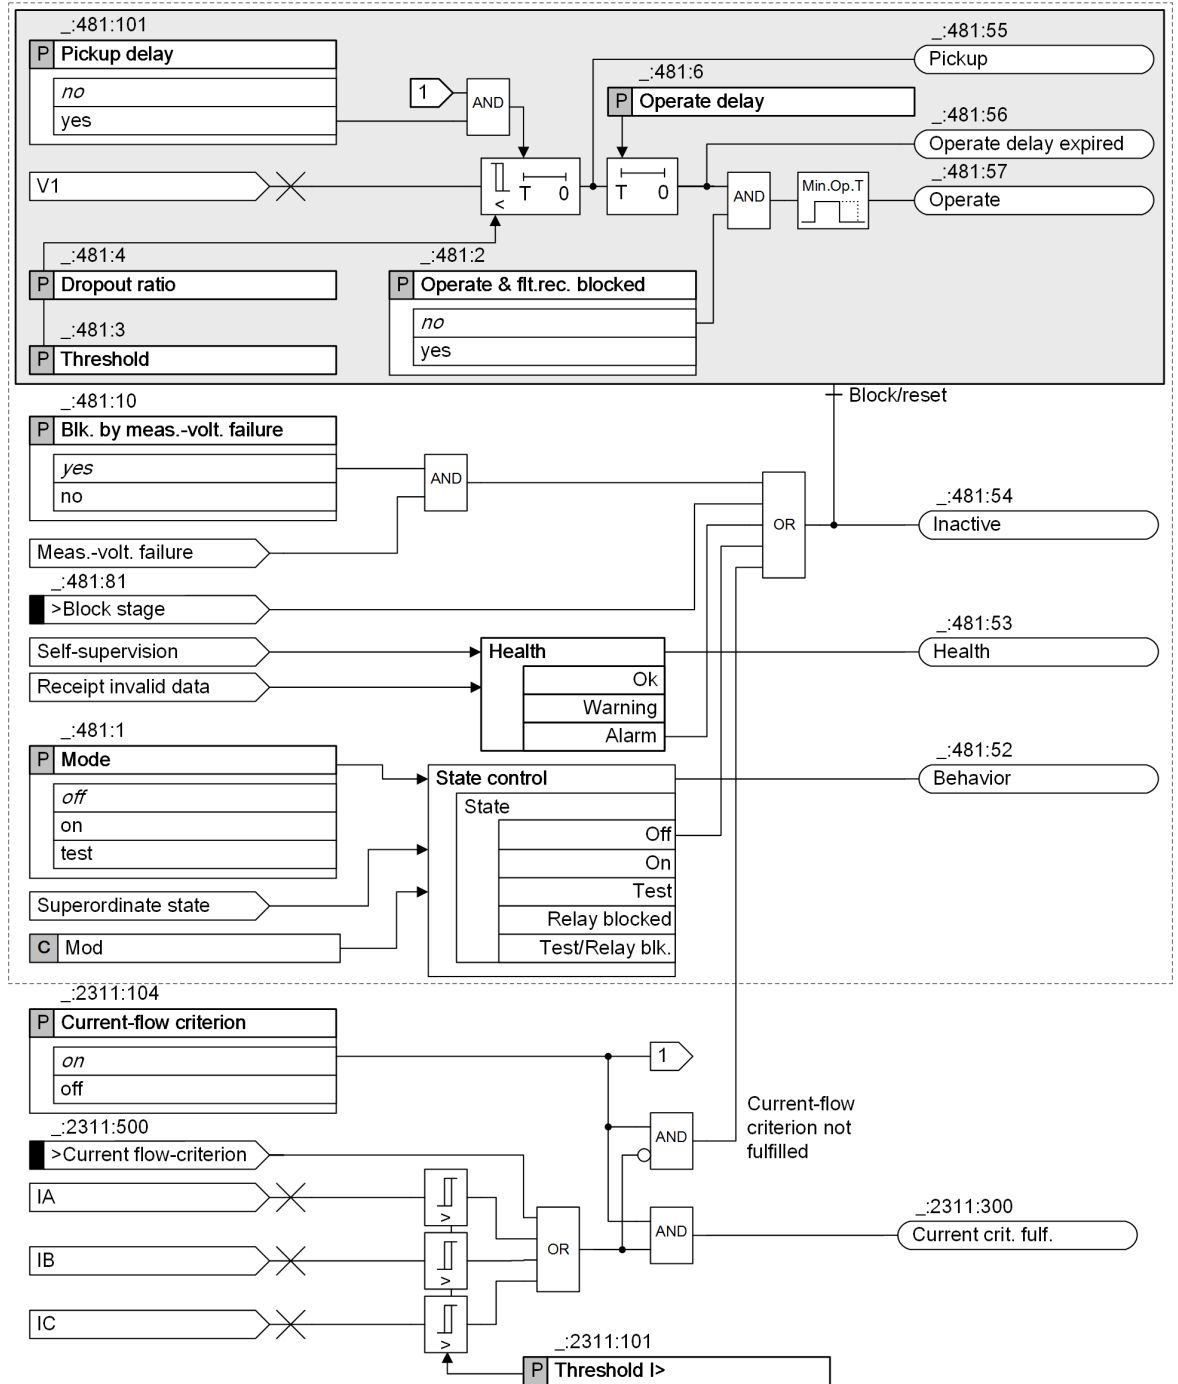 _:481:101
P Pickup delay
no
yes
1
AND
_:481:55
Pickup
_:481:6
P Operate delay
_:481:56
Operate delay expired
V1
< T 0
T 0
AND
Min.Op.T
_:481:57
Operate
_:481:4
P Dropout ratio
_:481:3
P Threshold
_:481:2
P Operate & flt.rec. blocked
no
yes
Block/reset
_:481:10
P Blk. by meas.-volt. failure
yes
no
AND
OR
_:481:54
Inactive
Meas.-volt. failure
_:481:81
>Block stage
Self-supervision
Receipt invalid data
Health
Ok
Warning
Alarm
_:481:53
Health
_:481:1
P Mode
off
on
test
Superordinate state
C Mod
State control
State
Off
On
Test
Relay blocked
Test/Relay blk.
_:481:52
Behavior
_:2311:104
P Current-flow criterion
on
off
1
AND
Current-flow
criterion not
fulfilled
_:2311:500
>Current flow-criterion
IA
>
IB
>
IC
>
OR
AND
_:2311:300
Current crit. fulf.
_:2311:101
P Threshold I>